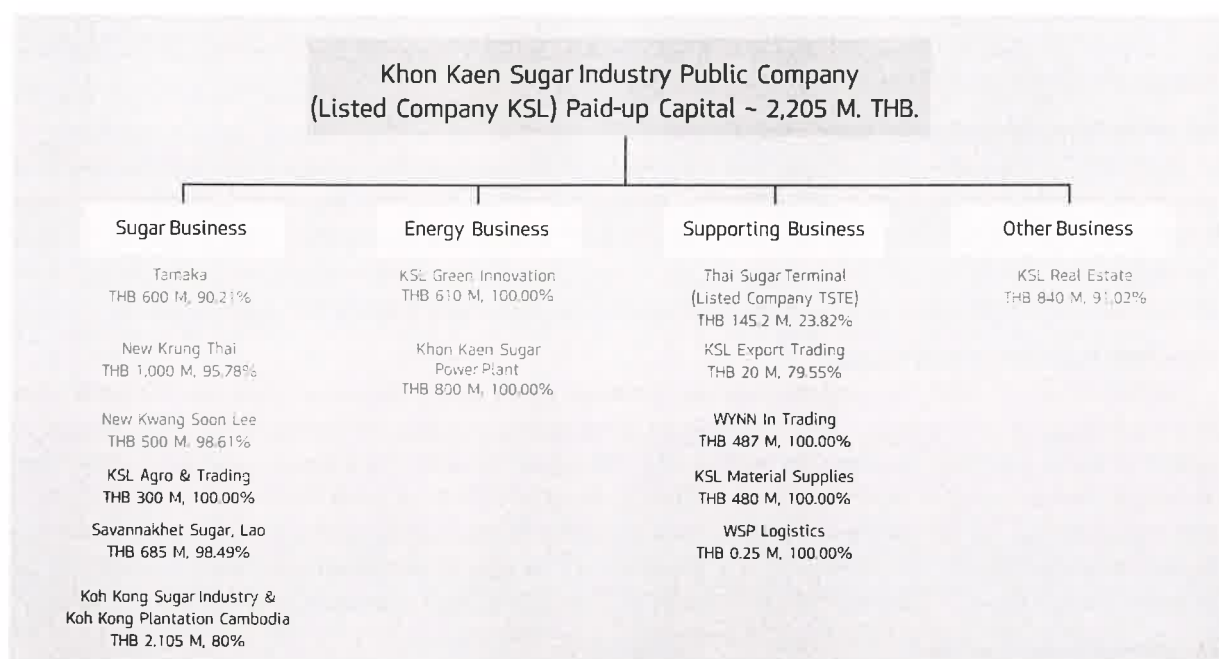 Khon Kaen Sugar Industry Public Company
(Listed Company KSL) Paid-up Capital ~ 2,205 M. THB.
Sugar Business
Tamaka
THB 600 M, 90.21%
New Krung Thai
THB 1,000 M, 95.78%
New Kwang Soon Lee
THB 500 M, 98.61%
KSL Agro & Trading
THB 300 M, 100.00%
Savannakhet Sugar, Lao
THB 685 M, 98.49%
Koh Kong Sugar Industry &
Koh Kong Plantation Cambodia
THB 2,105 M, 80%
Energy Business
KSL Green Innovation
THB 610 M, 100.00%
Khon Kaen Sugar
Power Plant
THB 800 M, 100.00%
Supporting Business
Thai Sugar Terminal
(Listed Company TSTE)
THB 145.2 M, 23.82%
KSL Export Trading
THB 20 M, 79.55%
WYNN In Trading
THB 487 M, 100.00%
KSL Material Supplies
THB 480 M, 100.00%
WSP Logistics
THB 0.25 M, 100.00%
Other Business
KSL Real Estate
THB 840 M, 91.02%